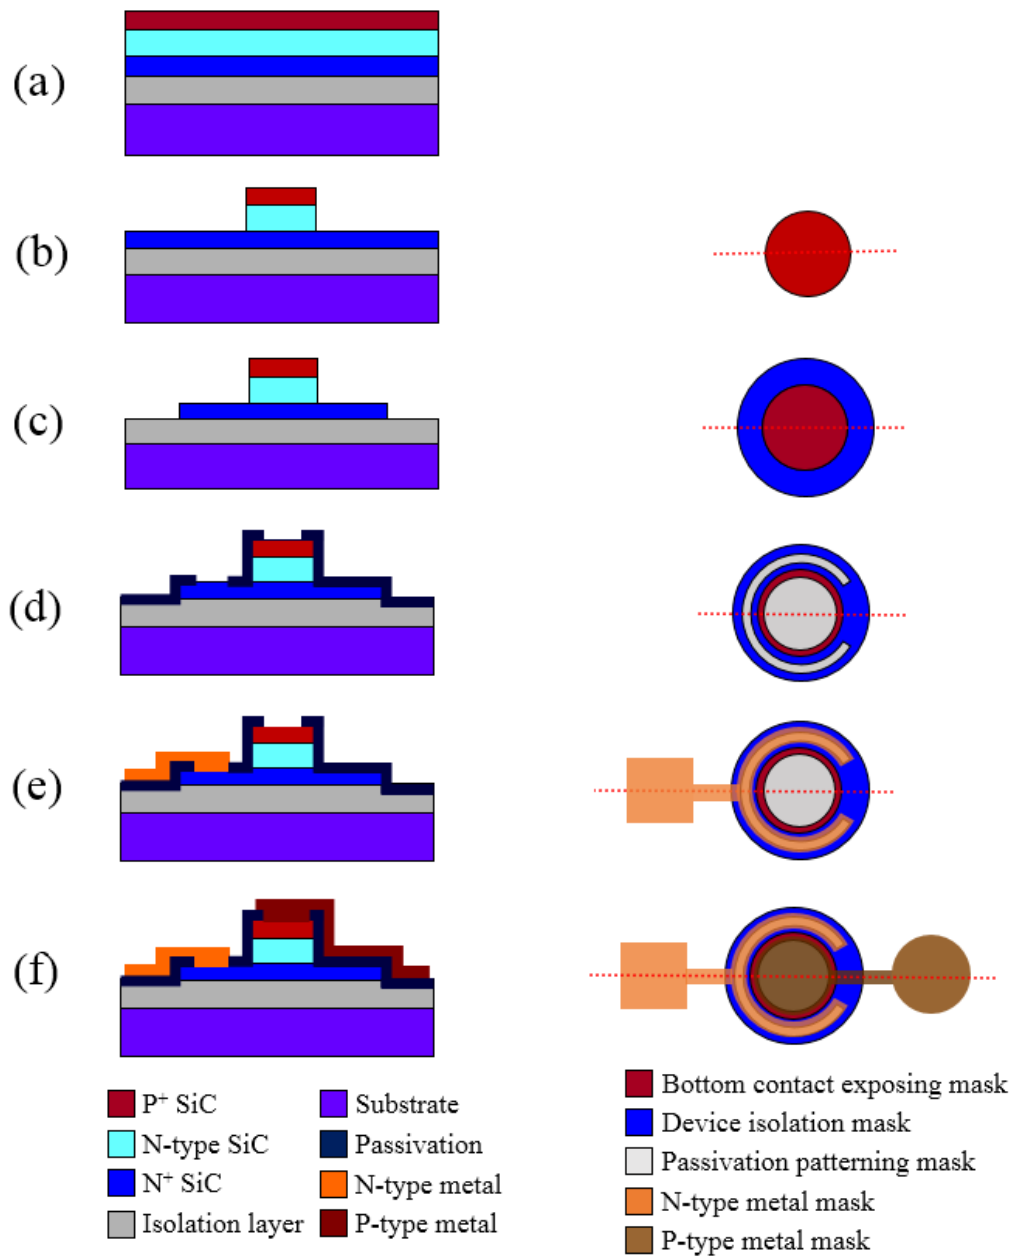 (a)
(b)
(c)
(d)
(e)
(f)
P⁺ SiC
N-type SiC
N⁺ SiC
Isolation layer
Substrate
Passivation
N-type metal
P-type metal
Bottom contact exposing mask
Device isolation mask
Passivation patterning mask
N-type metal mask
P-type metal mask